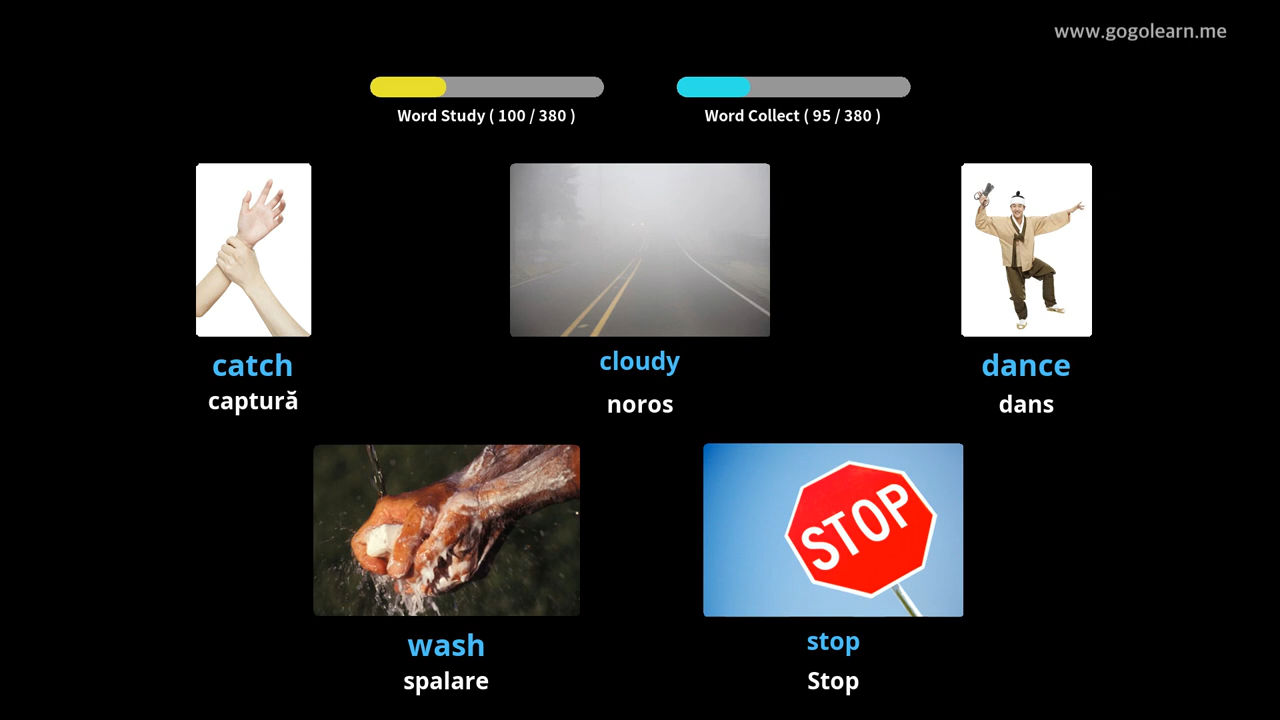 www.gogolearn.me
Word Study ( 100 / 380 )
Word Collect ( 95 / 380 )
catch
captură
cloudy
noros
dance
dans
STOP
wash
spalare
stop
Stop